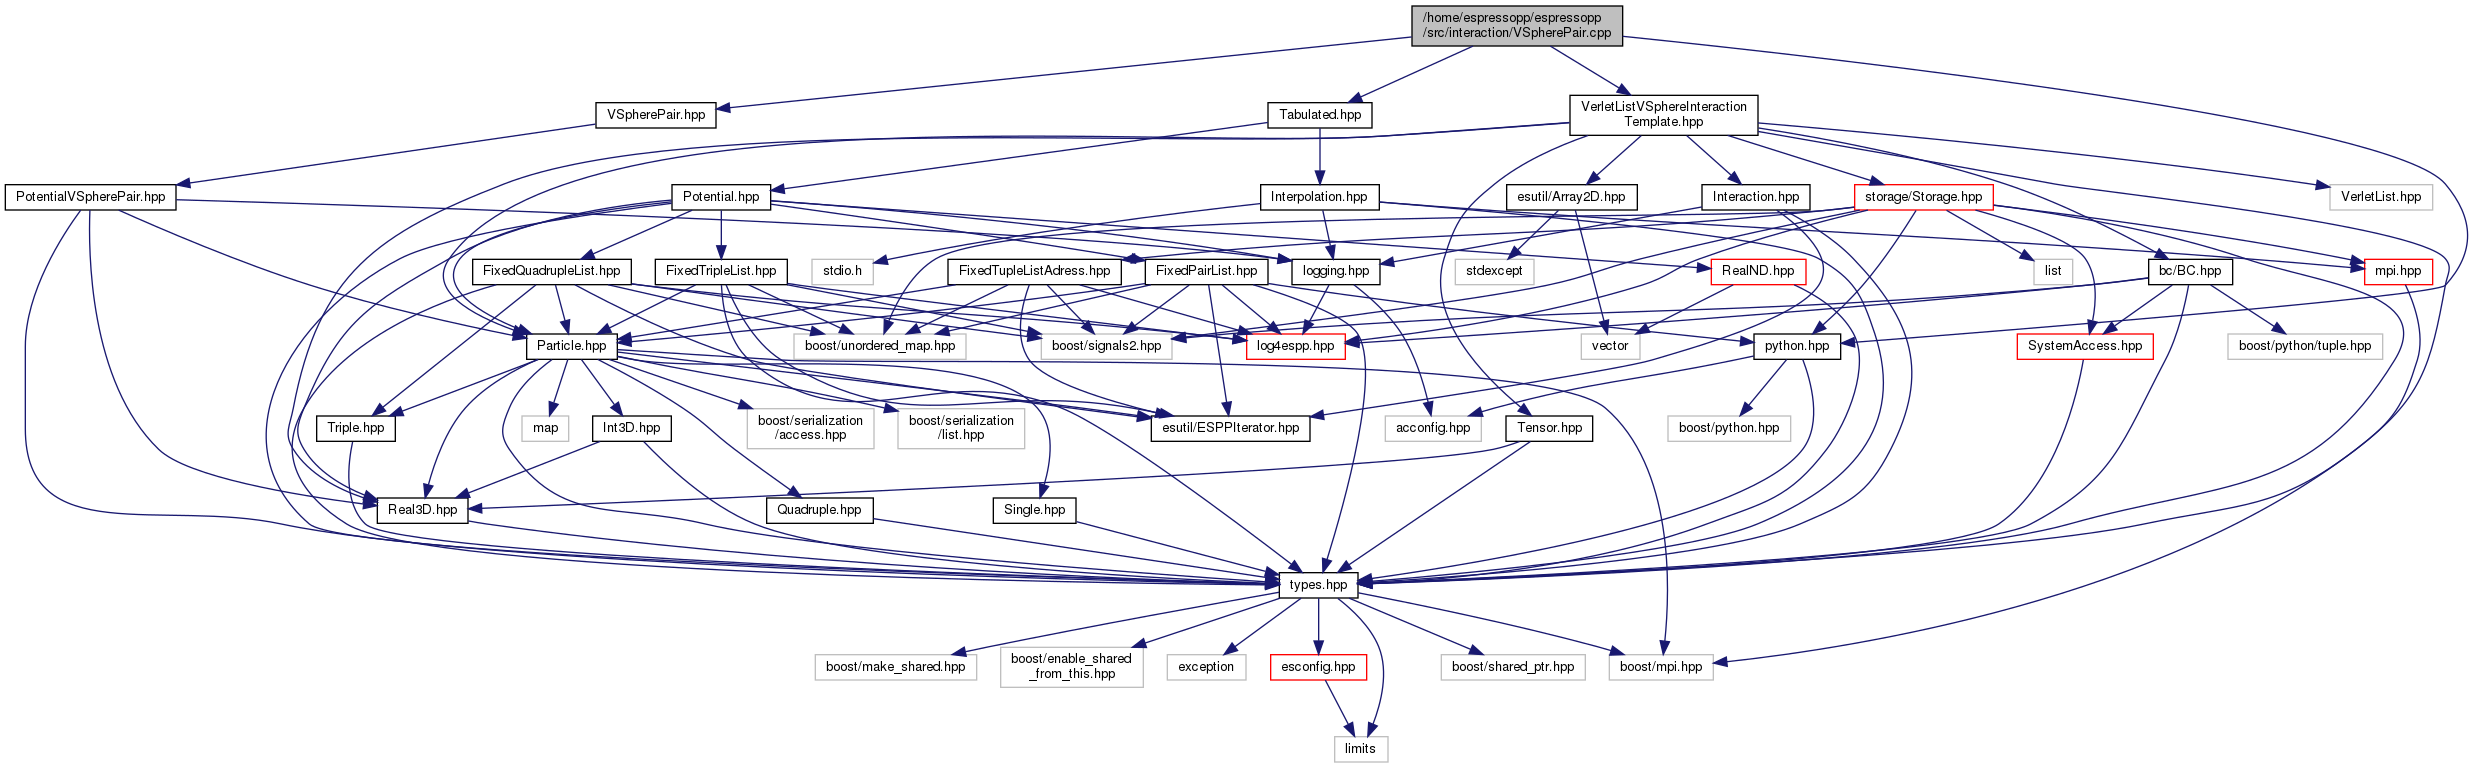 /home/espressopp/espressopp
/src/interaction/VSpherePair.cpp
VSpherePair.hpp
Tabulated.hpp
VerletListVSphereInteraction
Template.hpp
PotentialVSpherePair.hpp
Potential.hpp
Interpolation.hpp
esutil/Array2D.hpp
Interaction.hpp
storage/Storage.hpp
VerletList.hpp
stdio.h
FixedQuadrupleList.hpp
FixedTripleList.hpp
FixedTupleListAdress.hpp
FixedPairList.hpp
logging.hpp
stdexcept
RealND.hpp
list
bc/BC.hpp
mpi.hpp
Particle.hpp
boost/unordered_map.hpp
boost/signals2.hpp
log4espp.hpp
vector
python.hpp
SystemAccess.hpp
boost/python/tuple.hpp
Triple.hpp
map
Int3D.hpp
boost/serialization
/access.hpp
boost/serialization
/list.hpp
esutil/ESPPIterator.hpp
acconfig.hpp
Tensor.hpp
boost/python.hpp
Real3D.hpp
Quadruple.hpp
Single.hpp
types.hpp
boost/make_shared.hpp
boost/enable_shared
_from_this.hpp
exception
esconfig.hpp
boost/shared_ptr.hpp
boost/mpi.hpp
limits